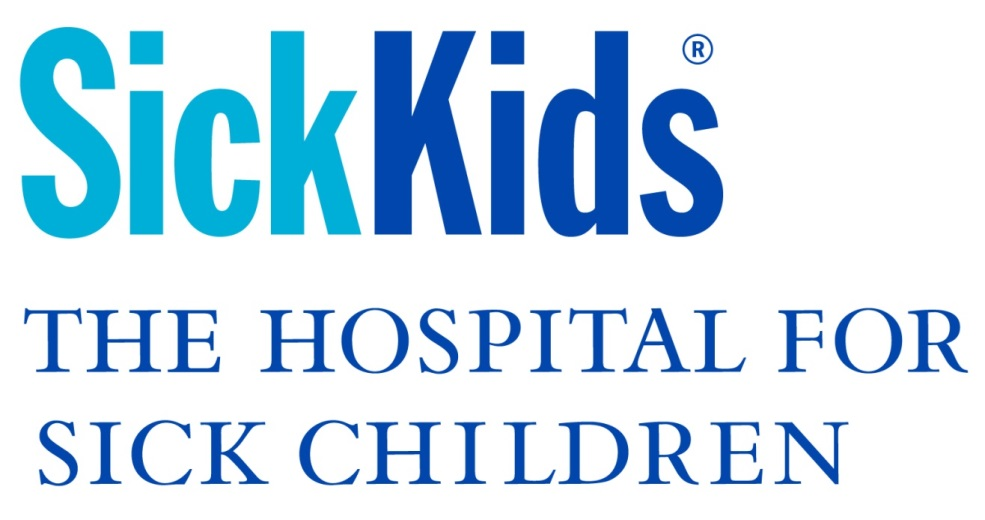 SickKids®
THE HOSPITAL FOR
SICK CHILDREN